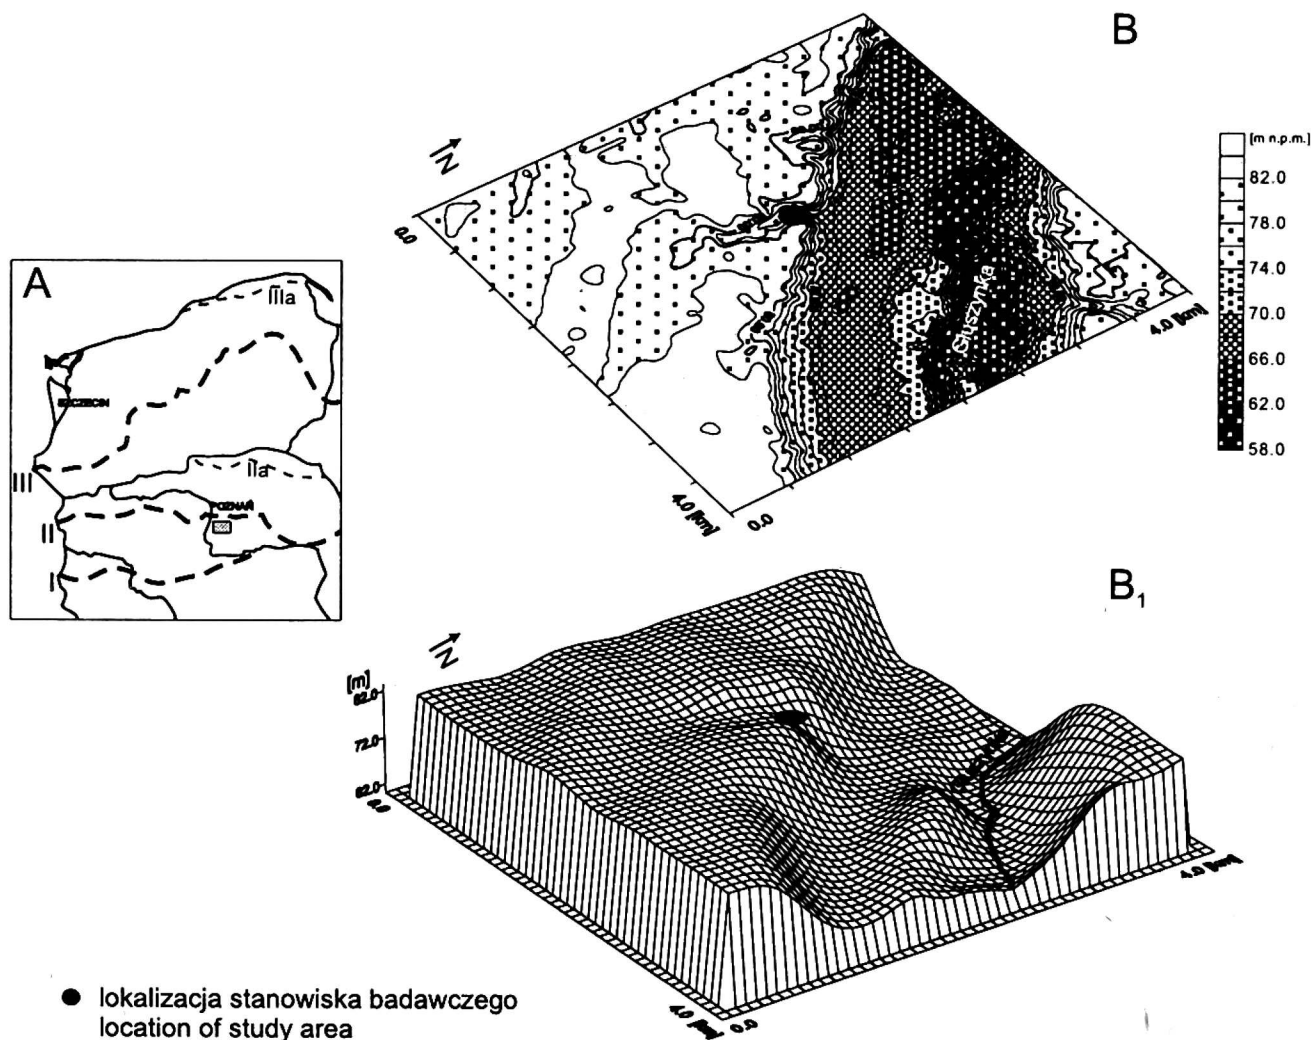 B
N
[m n.p.m.]
82.0
78.0
74.0
70.0
66.0
62.0
58.0
0.0
Głuszynka
4.0 [km]
4.0 [km]
0.0
A
IIIa
SZCZECIN
III
IIa
POZNAŃ
II
I
B₁
N
[m]
82.0
72.0
62.0
0.0
4.0 [km]
4.0 [km]
0.0
lokalizacja stanowiska badawczego
location of study area